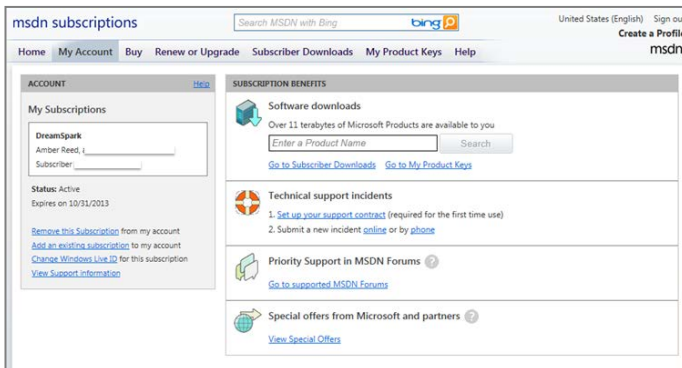 msdn subscriptions
Search MSDN with Bing
bing
United States (English) Sign ou
Create a Profil
Home My Account Buy Renew or Upgrade Subscriber Downloads My Product Keys Help
msdn
ACCOUNT Help
My Subscriptions
DreamSpark
Amber Reed,
Subscriber
Status: Active
Expires on 10/31/2013
Remove this Subscription from my account
Add an existing subscription to my account
Change Windows Live ID for this subscription
View Support information
SUBSCRIPTION BENEFITS
Software downloads
Over 11 terabytes of Microsoft Products are available to you
Enter a Product Name Search
Go to Subscriber Downloads Go to My Product Keys
Technical support incidents
1. Set up your support contract (required for the first time use)
2. Submit a new incident online or by phone
Priority Support in MSDN Forums ?
Go to supported MSDN Forums
Special offers from Microsoft and partners ?
View Special Offers